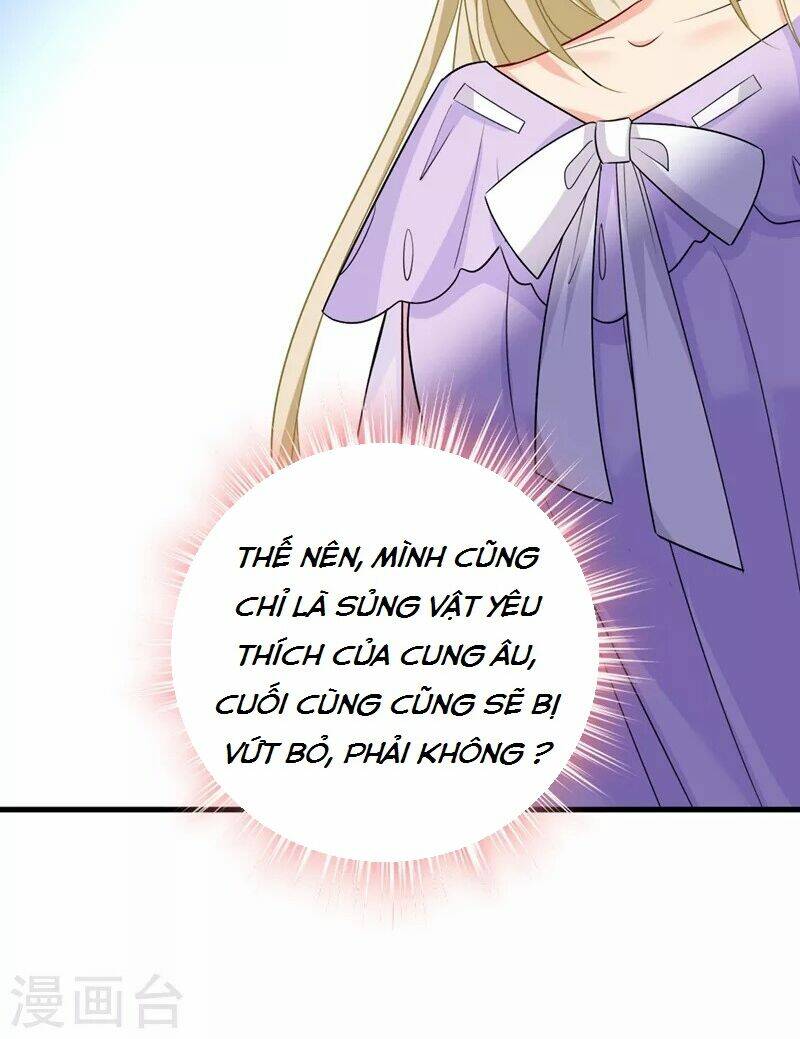 THẾ NÊN, MÌNH CŨNG
CHỈ LÀ SỦNG VẬT YÊU
THÍCH CỦA CUNG ÂU,
CUỐI CÙNG CŨNG SẼ BỊ
VỨT BỎ, PHẢI KHÔNG ?
漫画台